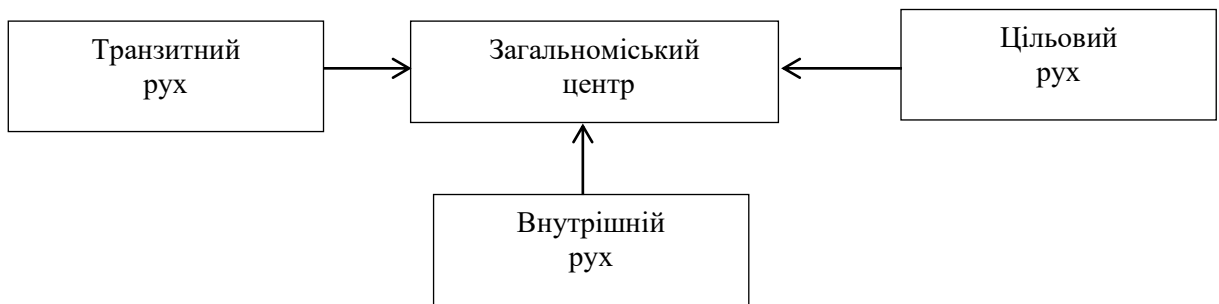 Транзитний
рух
Загальноміський
центр
Цільовий
рух
Внутрішній
рух